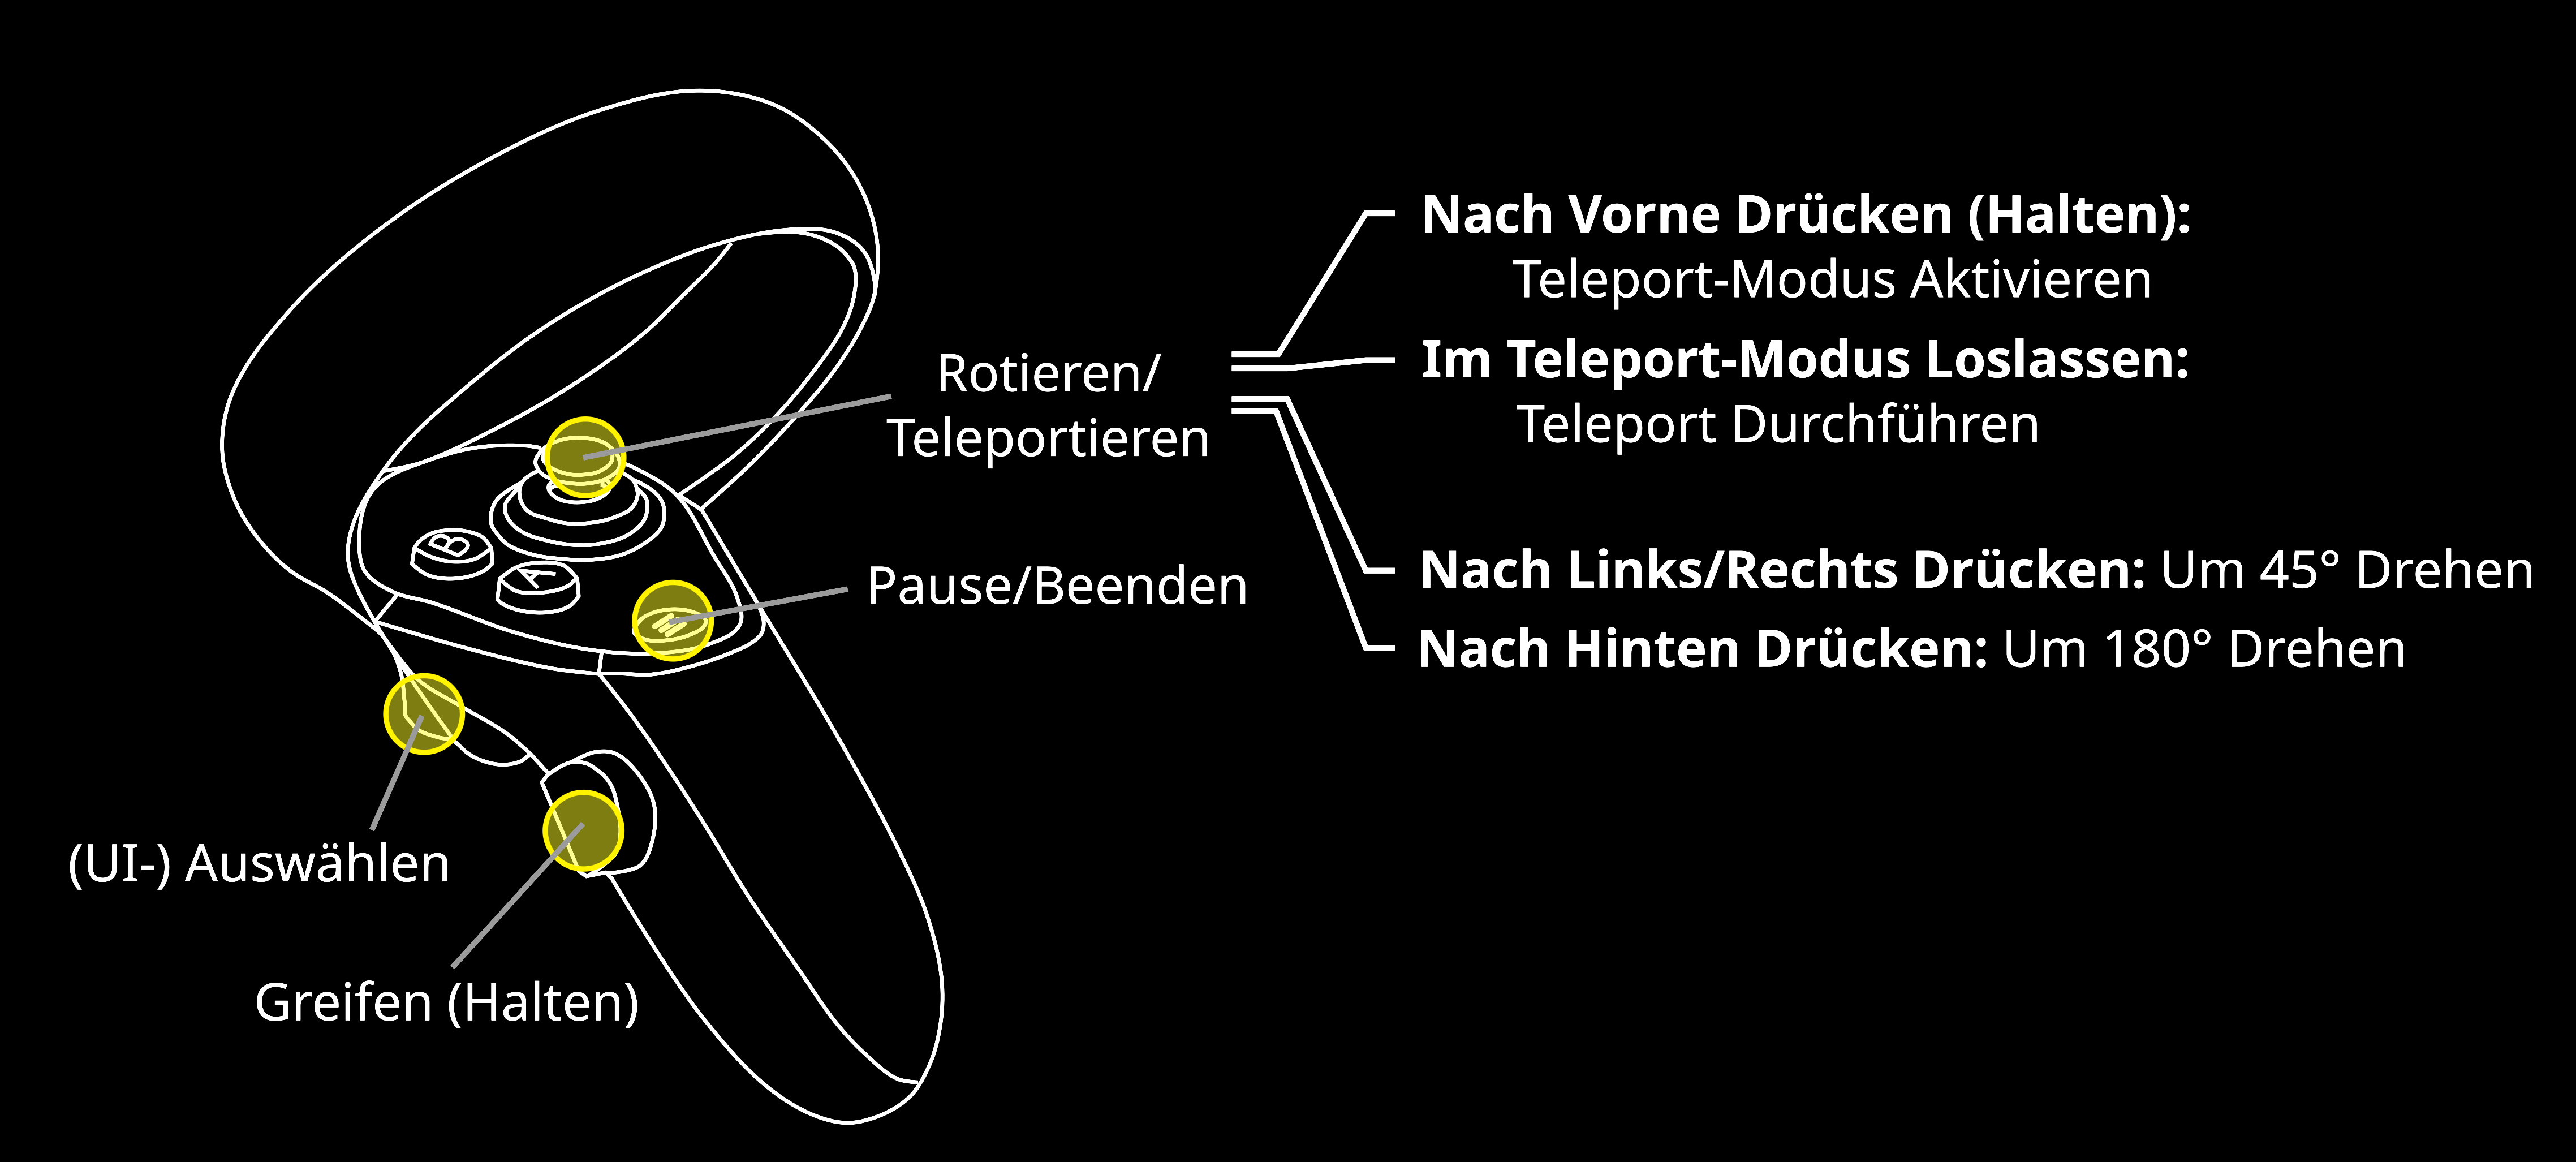 Nach Vorne Drücken (Halten):
Teleport-Modus Aktivieren
Im Teleport-Modus Loslassen:
Teleport Durchführen
Rotieren/
Teleportieren
Nach Links/Rechts Drücken: Um 45° Drehen
Nach Hinten Drücken: Um 180° Drehen
B
A
Pause/Beenden
(UI-) Auswählen
Greifen (Halten)